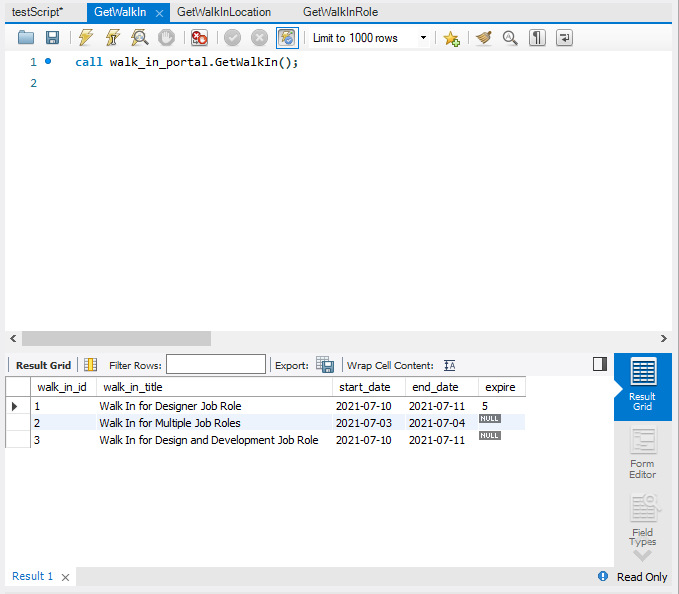 testScript* GetWalkIn GetWalkInLocation GetWalkInRole
Limit to 1000 rows
1 call walk_in_portal.GetWalkIn();
2
Result Grid Filter Rows: Export: Wrap Cell Content: IA
walk_in_id walk_in_title start_date end_date expire
1 Walk In for Designer Job Role 2021-07-10 2021-07-11 5
2 Walk In for Multiple Job Roles 2021-07-03 2021-07-04 NULL
3 Walk In for Design and Development Job Role 2021-07-10 2021-07-11 NULL
Result
Grid
Form
Editor
Field
Types
Result 1 Read Only